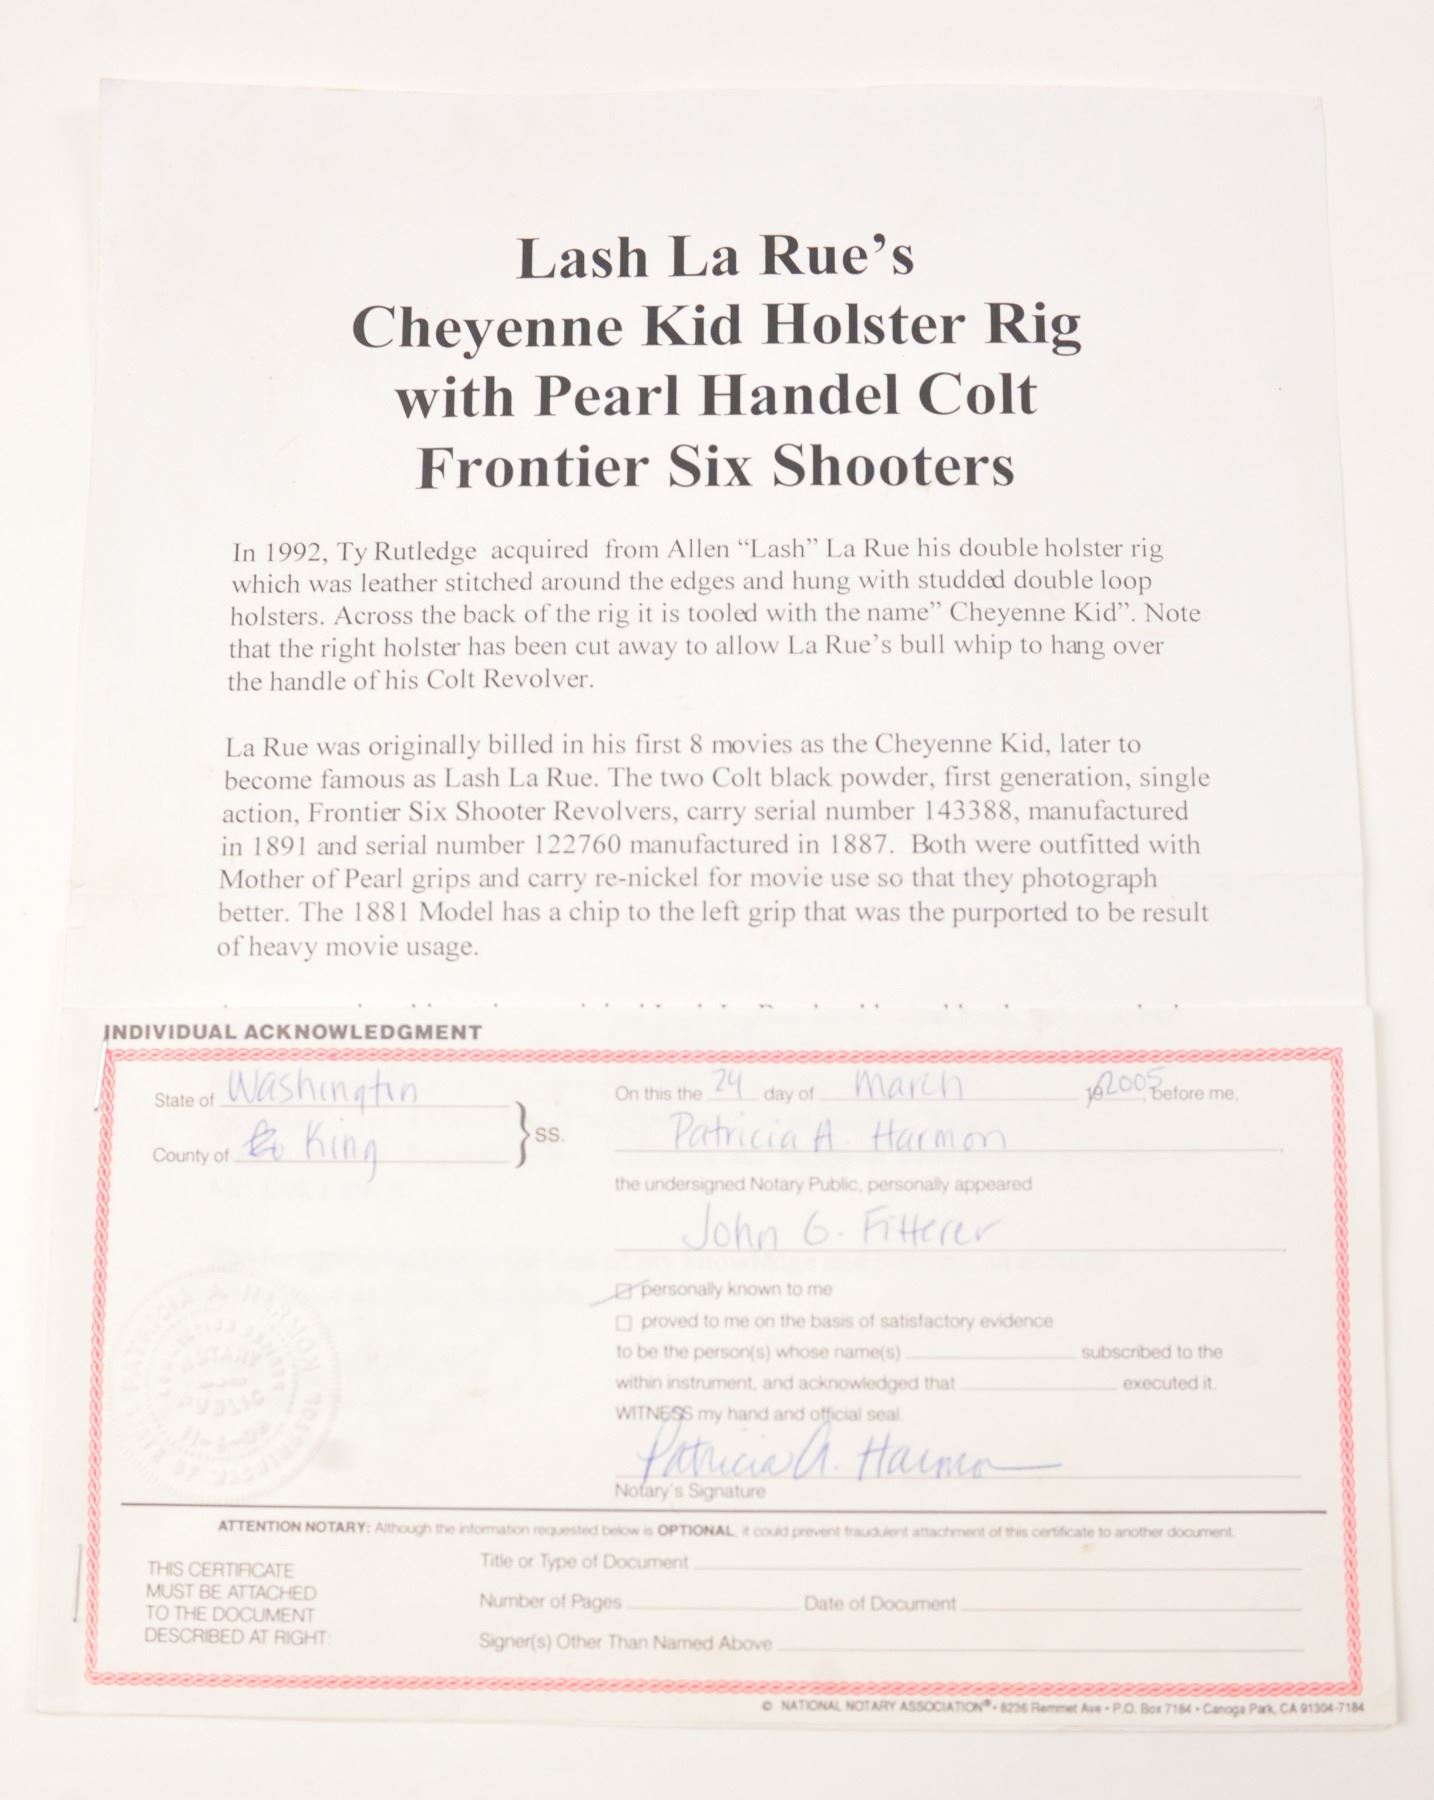 Lash La Rue’s
Cheyenne Kid Holster Rig
with Pearl Handel Colt
Frontier Six Shooters
In 1992, Ty Rutledge acquired from Allen “Lash” La Rue his double holster rig
which was leather stitched around the edges and hung with studded double loop
holsters. Across the back of the rig it is tooled with the name” Cheyenne Kid”. Note
that the right holster has been cut away to allow La Rue’s bull whip to hang over
the handle of his Colt Revolver.
La Rue was originally billed in his first 8 movies as the Cheyenne Kid, later to
become famous as Lash La Rue. The two Colt black powder, first generation, single
action, Frontier Six Shooter Revolvers, carry serial number 143388, manufactured
in 1891 and serial number 122760 manufactured in 1887. Both were outfitted with
Mother of Pearl grips and carry re-nickel for movie use so that they photograph
better. The 1881 Model has a chip to the left grip that was the purported to be result
of heavy movie usage.
INDIVIDUAL ACKNOWLEDGMENT
State of Washington
County of King
SS.
On this the 24 day of March 2005, before me,
Patricia A. Harmon
the undersigned Notary Public, personally appeared
John G. Fitterer
personally known to me
proved to me on the basis of satisfactory evidence
to be the person(s) whose name(s) subscribed to the
within instrument, and acknowledged that executed it.
WITNESS my hand and official seal.
Patricia A. Harmon
Notary's Signature
PATRICIA A HARMON
NOTARY
PUBLIC
STATE OF WASHINGTON
ATTENTION NOTARY: Although the information requested below is OPTIONAL, it could prevent fraudulent attachment of this certificate to another document.
THIS CERTIFICATE
MUST BE ATTACHED
TO THE DOCUMENT
DESCRIBED AT RIGHT:
Title or Type of Document
Number of Pages Date of Document
Signer(s) Other Than Named Above
© NATIONAL NOTARY ASSOCIATION® • 8236 Remmet Ave • P.O. Box 7184 • Canoga Park, CA 91304-7184